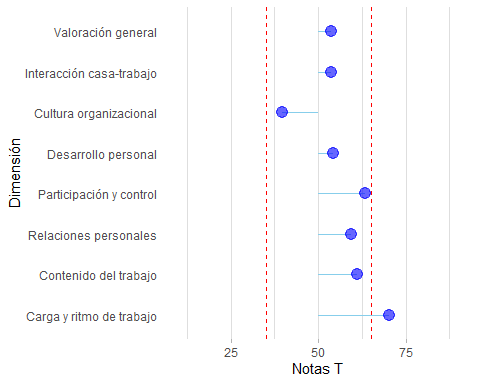 Valoración general
Interacción casa-trabajo
Cultura organizacional
Desarrollo personal
Participación y control
Relaciones personales
Contenido del trabajo
Carga y ritmo de trabajo
Dimensión
25 50 75
Notas T